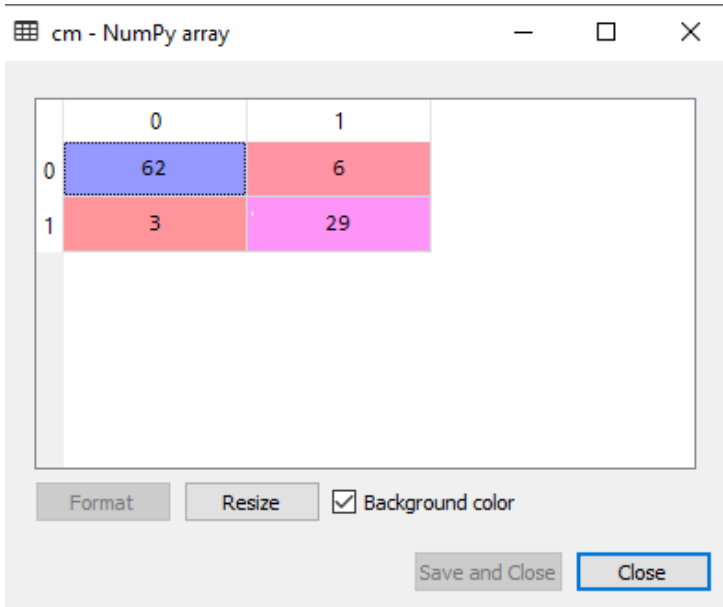 cm - NumPy array
0 1
0 62 6
1 3 29
Format Resize Background color
Save and Close Close